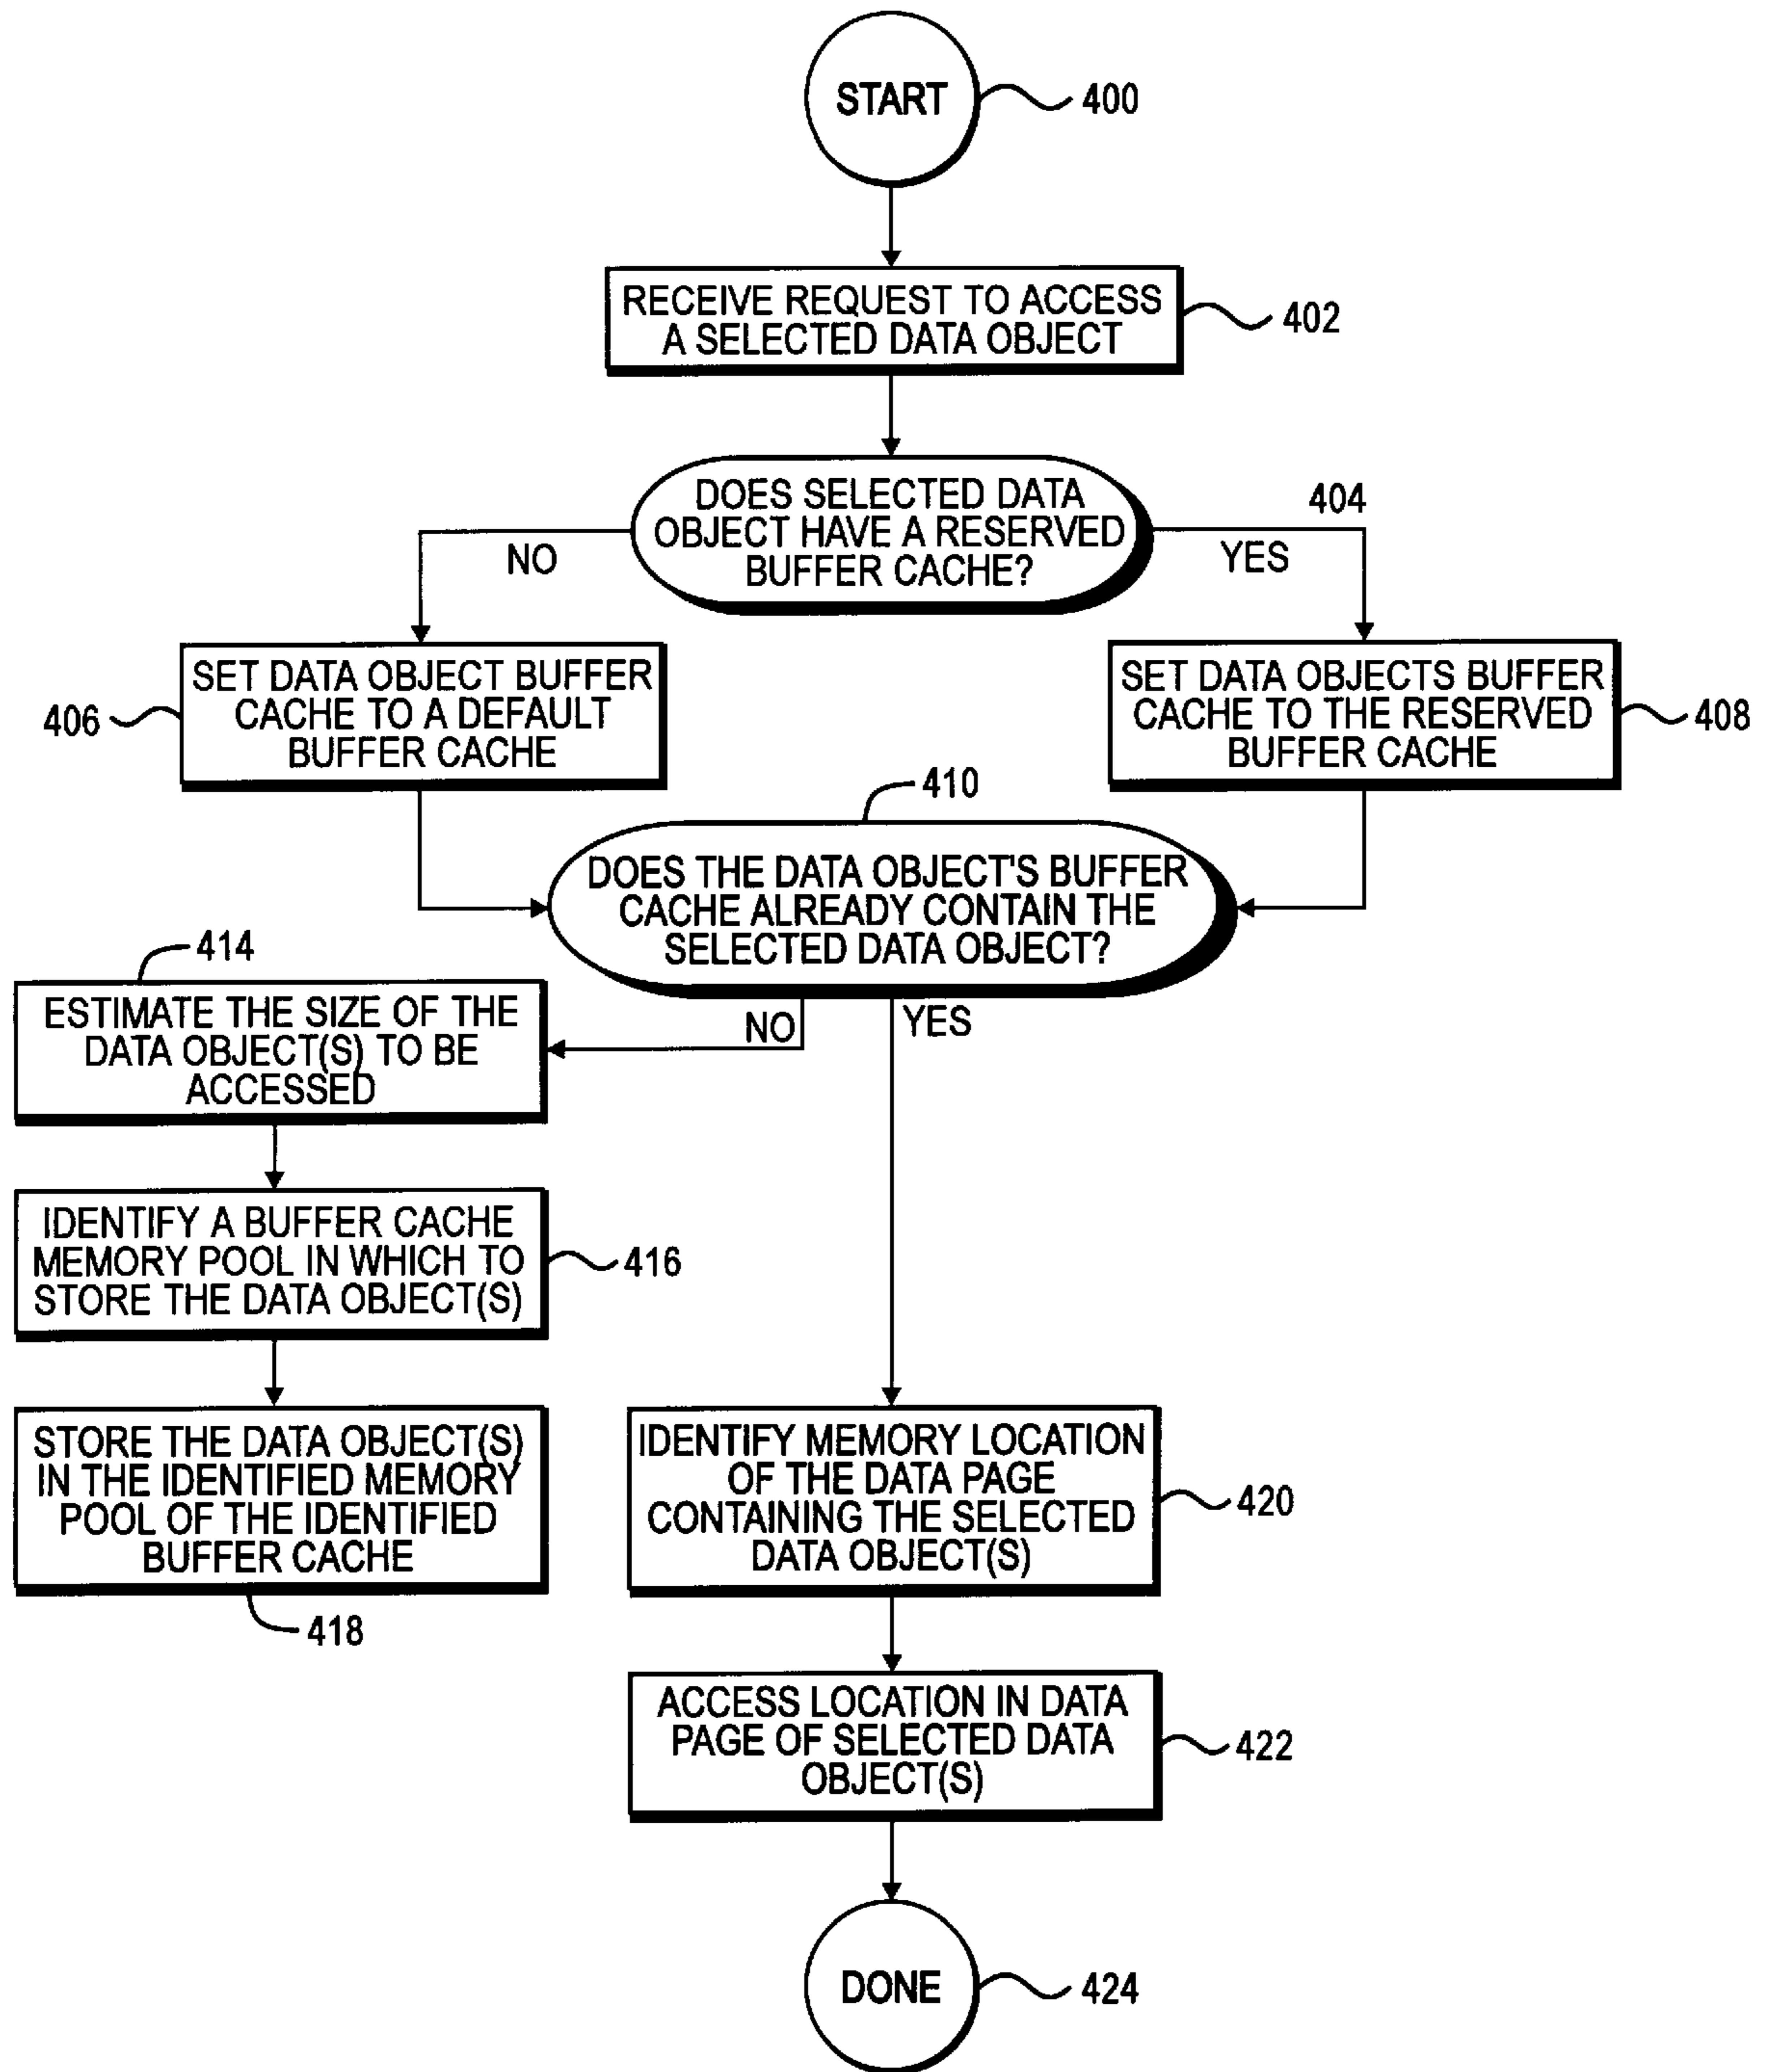 START
400
RECEIVE REQUEST TO ACCESS
A SELECTED DATA OBJECT
402
DOES SELECTED DATA
OBJECT HAVE A RESERVED
BUFFER CACHE?
404
NO
YES
SET DATA OBJECT BUFFER
CACHE TO A DEFAULT
BUFFER CACHE
406
SET DATA OBJECTS BUFFER
CACHE TO THE RESERVED
BUFFER CACHE
408
410
DOES THE DATA OBJECT'S BUFFER
CACHE ALREADY CONTAIN THE
SELECTED DATA OBJECT?
NO
YES
414
ESTIMATE THE SIZE OF THE
DATA OBJECT(S) TO BE
ACCESSED
IDENTIFY A BUFFER CACHE
MEMORY POOL IN WHICH TO
STORE THE DATA OBJECT(S)
416
STORE THE DATA OBJECT(S)
IN THE IDENTIFIED MEMORY
POOL OF THE IDENTIFIED
BUFFER CACHE
418
IDENTIFY MEMORY LOCATION
OF THE DATA PAGE
CONTAINING THE SELECTED
DATA OBJECT(S)
420
ACCESS LOCATION IN DATA
PAGE OF SELECTED DATA
OBJECT(S)
422
DONE
424